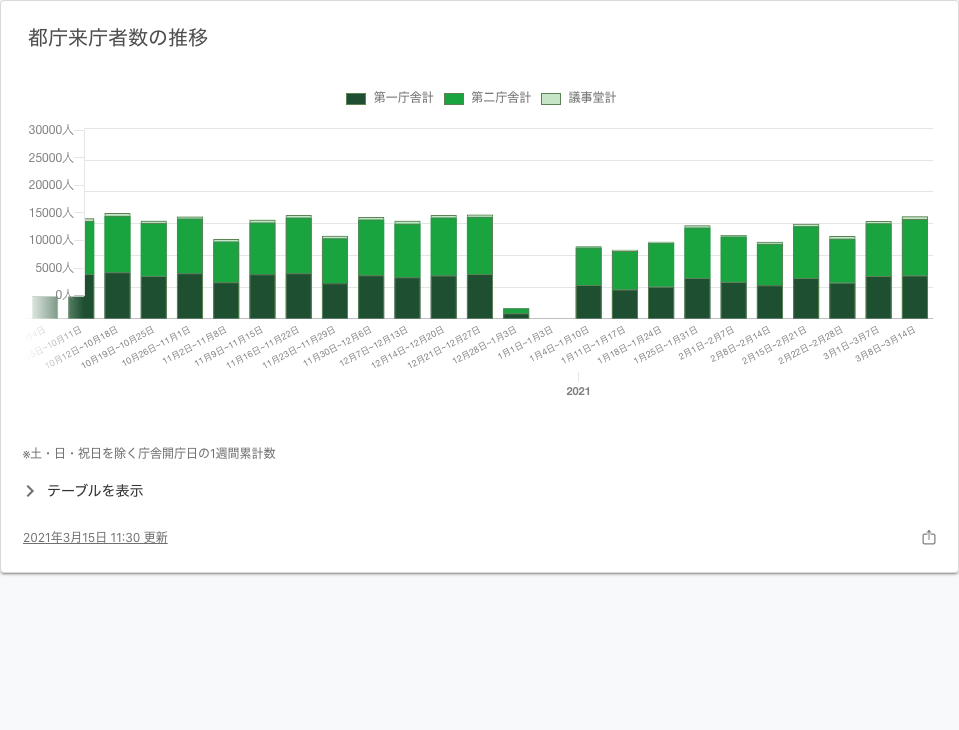 都庁来庁者数の推移
第一庁舎計 第二庁舎計 議事堂計
30000人
25000人
20000人
15000人
10000人
5000人
0人
10月12日~10月18日
10月19日~10月25日
10月26日~11月1日
11月2日~11月8日
11月9日~11月15日
11月16日~11月22日
11月23日~11月29日
11月30日~12月6日
12月7日~12月13日
12月14日~12月20日
12月21日~12月27日
12月28日~1月3日
1月1日~1月3日
1月4日~1月10日
1月11日~1月17日
1月18日~1月24日
1月25日~1月31日
2月1日~2月7日
2月8日~2月14日
2月15日~2月21日
2月22日~2月28日
3月1日~3月7日
3月8日~3月14日
2021
※土・日・祝日を除く庁舎開庁日の1週間累計数
テーブルを表示
2021年3月15日 11:30 更新